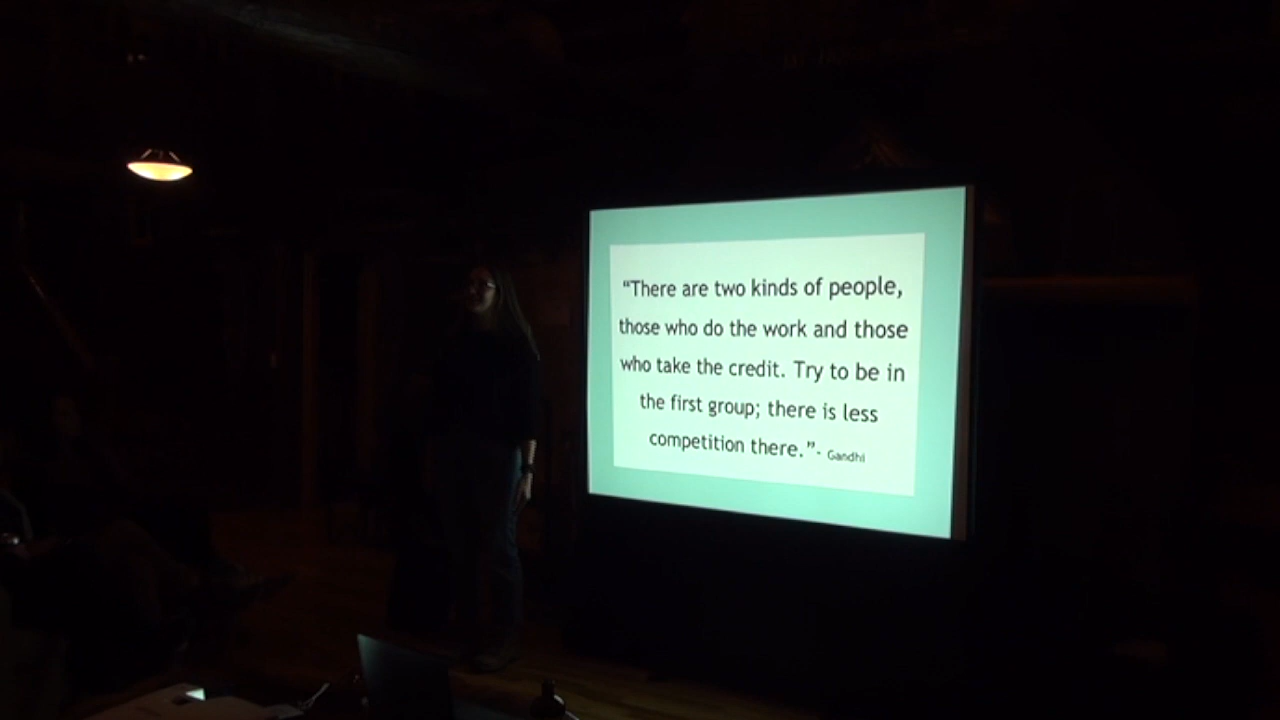 “There are two kinds of people,
those who do the work and those
who take the credit. Try to be in
the first group; there is less
competition there.”- Gandhi